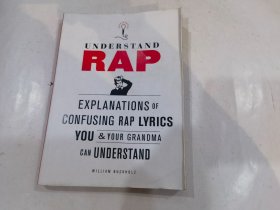 UNDERSTAND
RAP
EXPLANATIONS OF
CONFUSING RAP LYRICS
YOU & YOUR GRANDMA
CAN UNDERSTAND
WILLIAM BUCKHOLZ